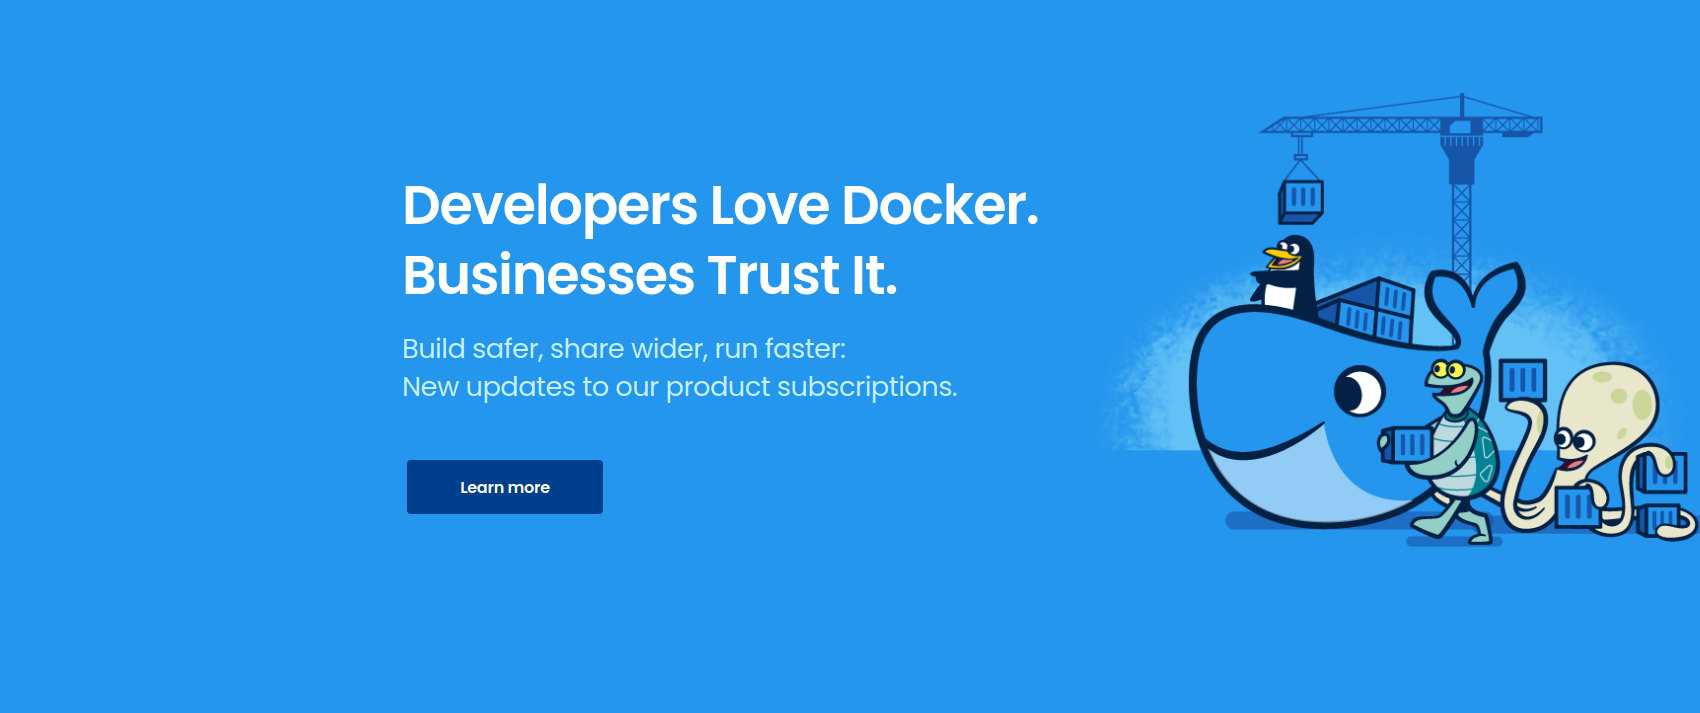 Developers Love Docker.
Businesses Trust It.
Build safer, share wider, run faster:
New updates to our product subscriptions.
Learn more